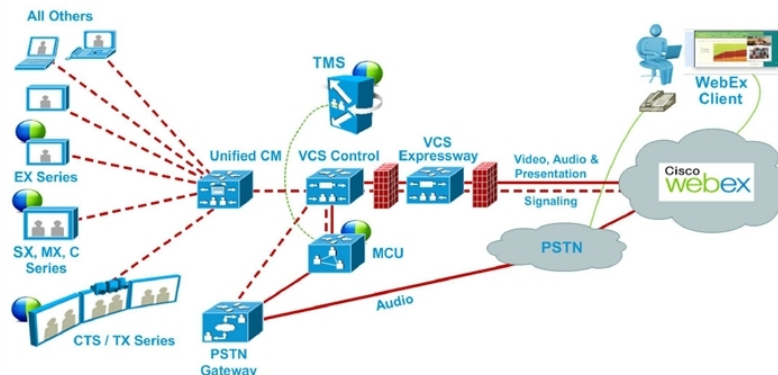 All Others
TMS
WebEx
Client
Unified CM
VCS Control
VCS
Expressway
Video, Audio &
Presentation
Signaling
Cisco
webex
EX Series
SX, MX, C
Series
MCU
PSTN
Audio
CTS / TX Series
PSTN
Gateway